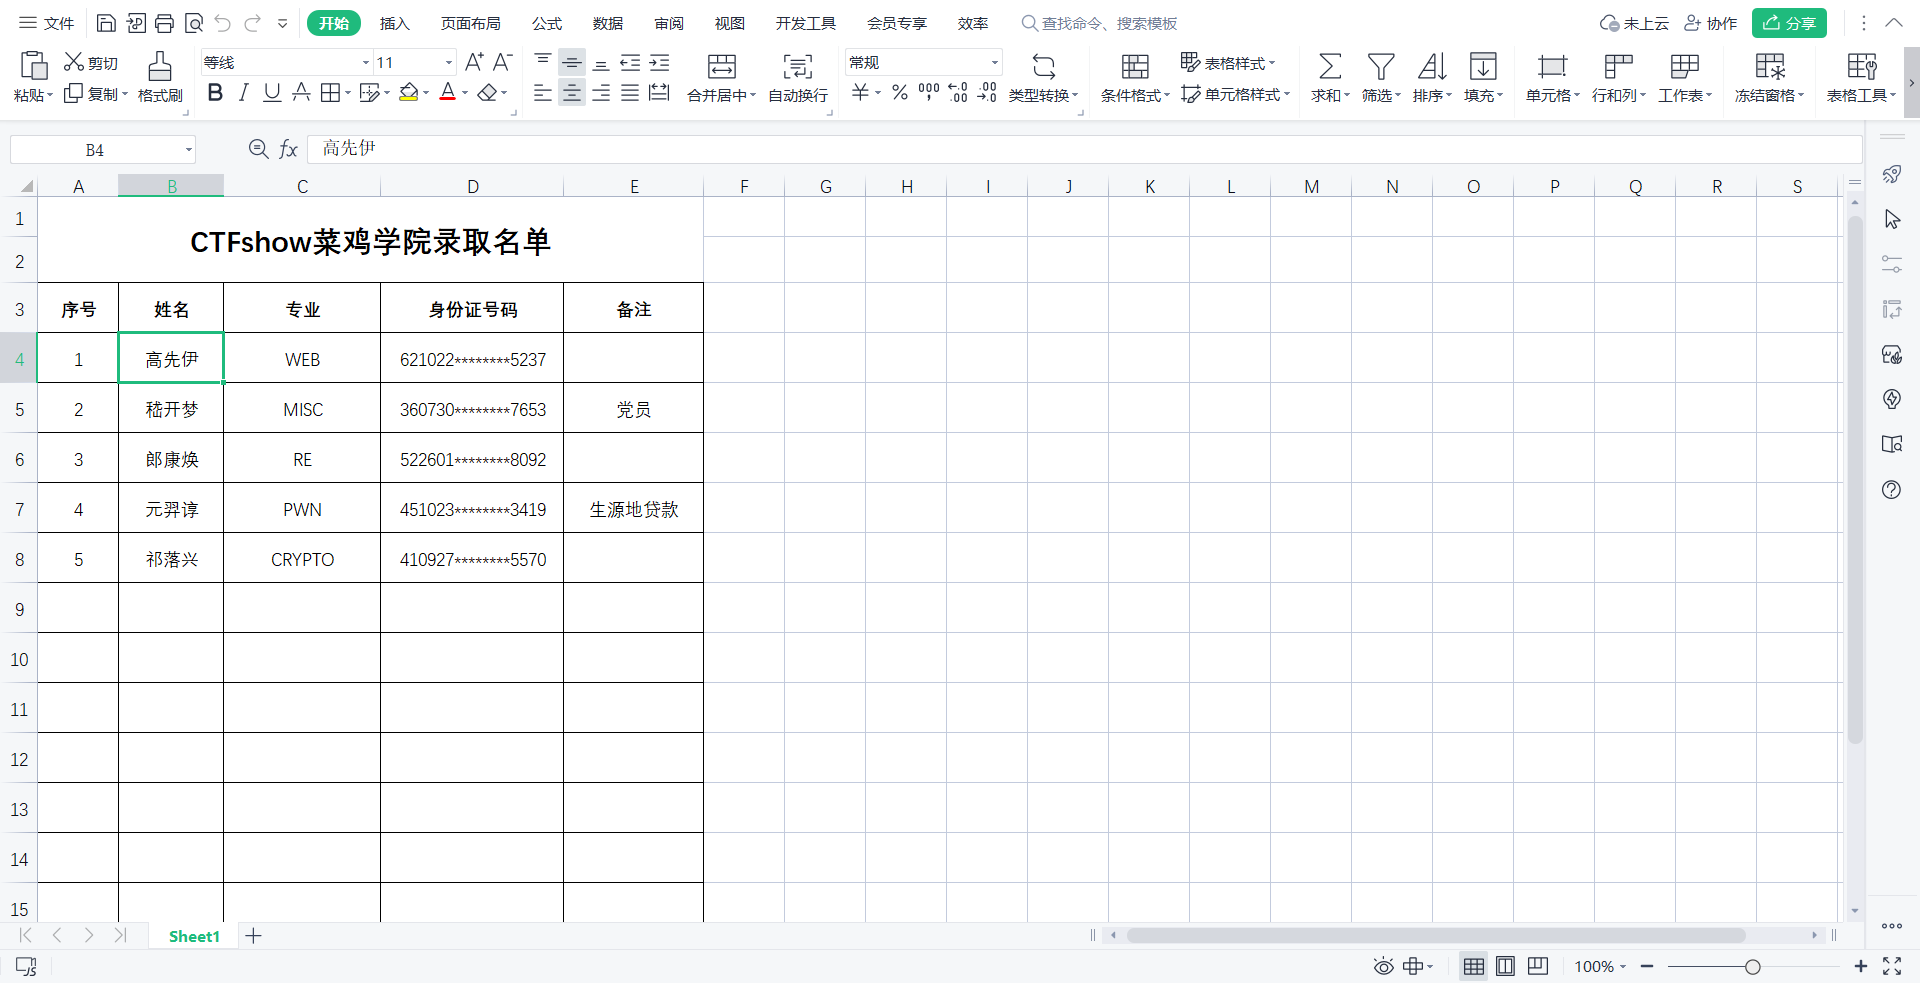 文件 开始 插入 页面布局 公式 数据 审阅 视图 开发工具 会员专享 效率 查找命令、搜索模板 未上云 协作 分享
粘贴 剪切 复制 格式刷 等线 11 A+ A- B I U A 合并居中 自动换行 常规 ¥ % 000 类型转换 条件格式 表格样式 单元格样式 求和 筛选 排序 填充 单元格 行和列 工作表 冻结窗格 表格工具
B4 fx 高先伊
A B C D E F G H I J K L M N O P Q R S
1
CTFshow菜鸡学院录取名单
2
3 序号 姓名 专业 身份证号码 备注
4 1 高先伊 WEB 621022********5237
5 2 嵇开梦 MISC 360730********7653 党员
6 3 郎康焕 RE 522601********8092
7 4 元羿谆 PWN 451023********3419 生源地贷款
8 5 祁落兴 CRYPTO 410927********5570
9
10
11
12
13
14
15
Sheet1
100%